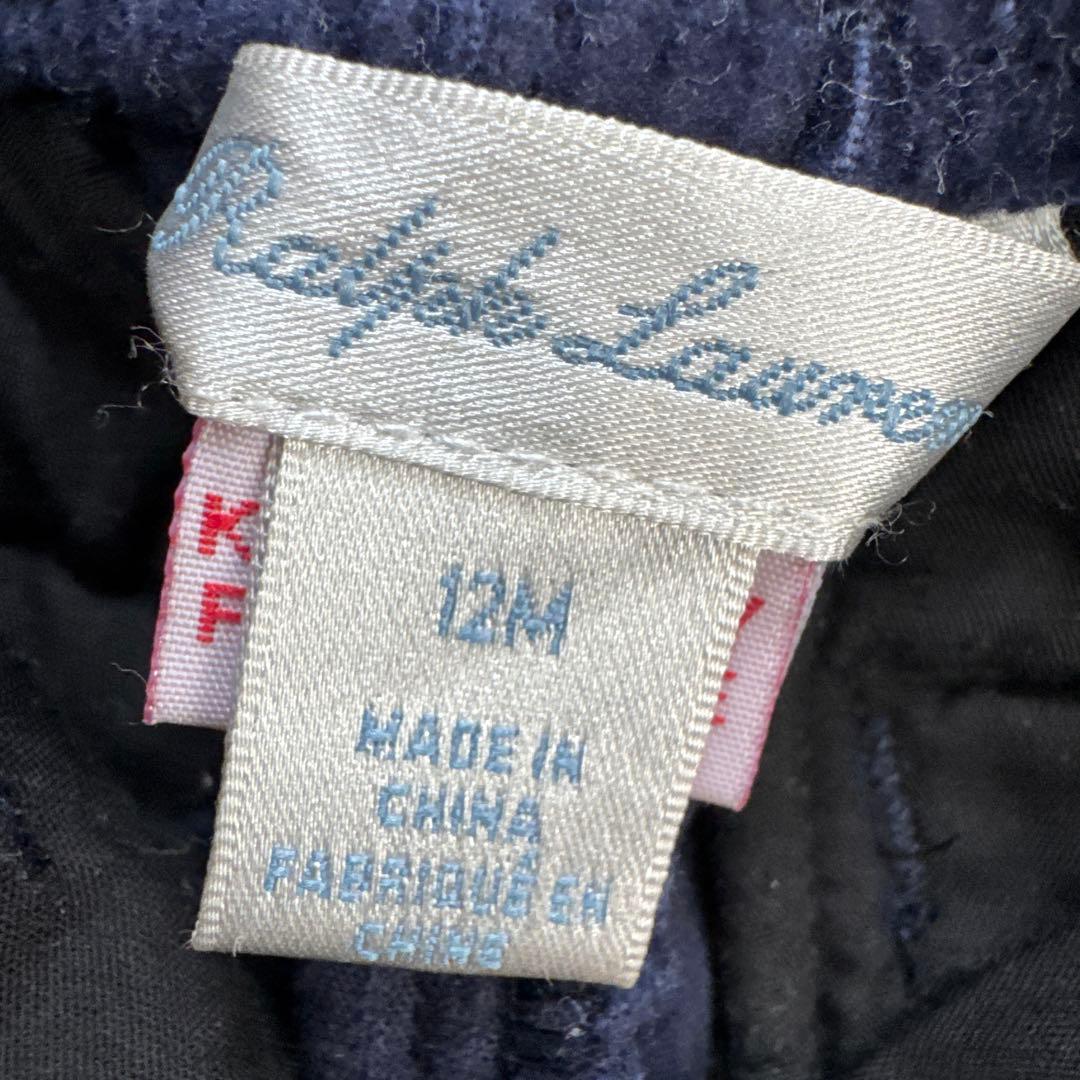 Ralph Lauren
K
F
12M
MADE IN
CHINA
FABRIQUÉ EN
CHINE
Y
E